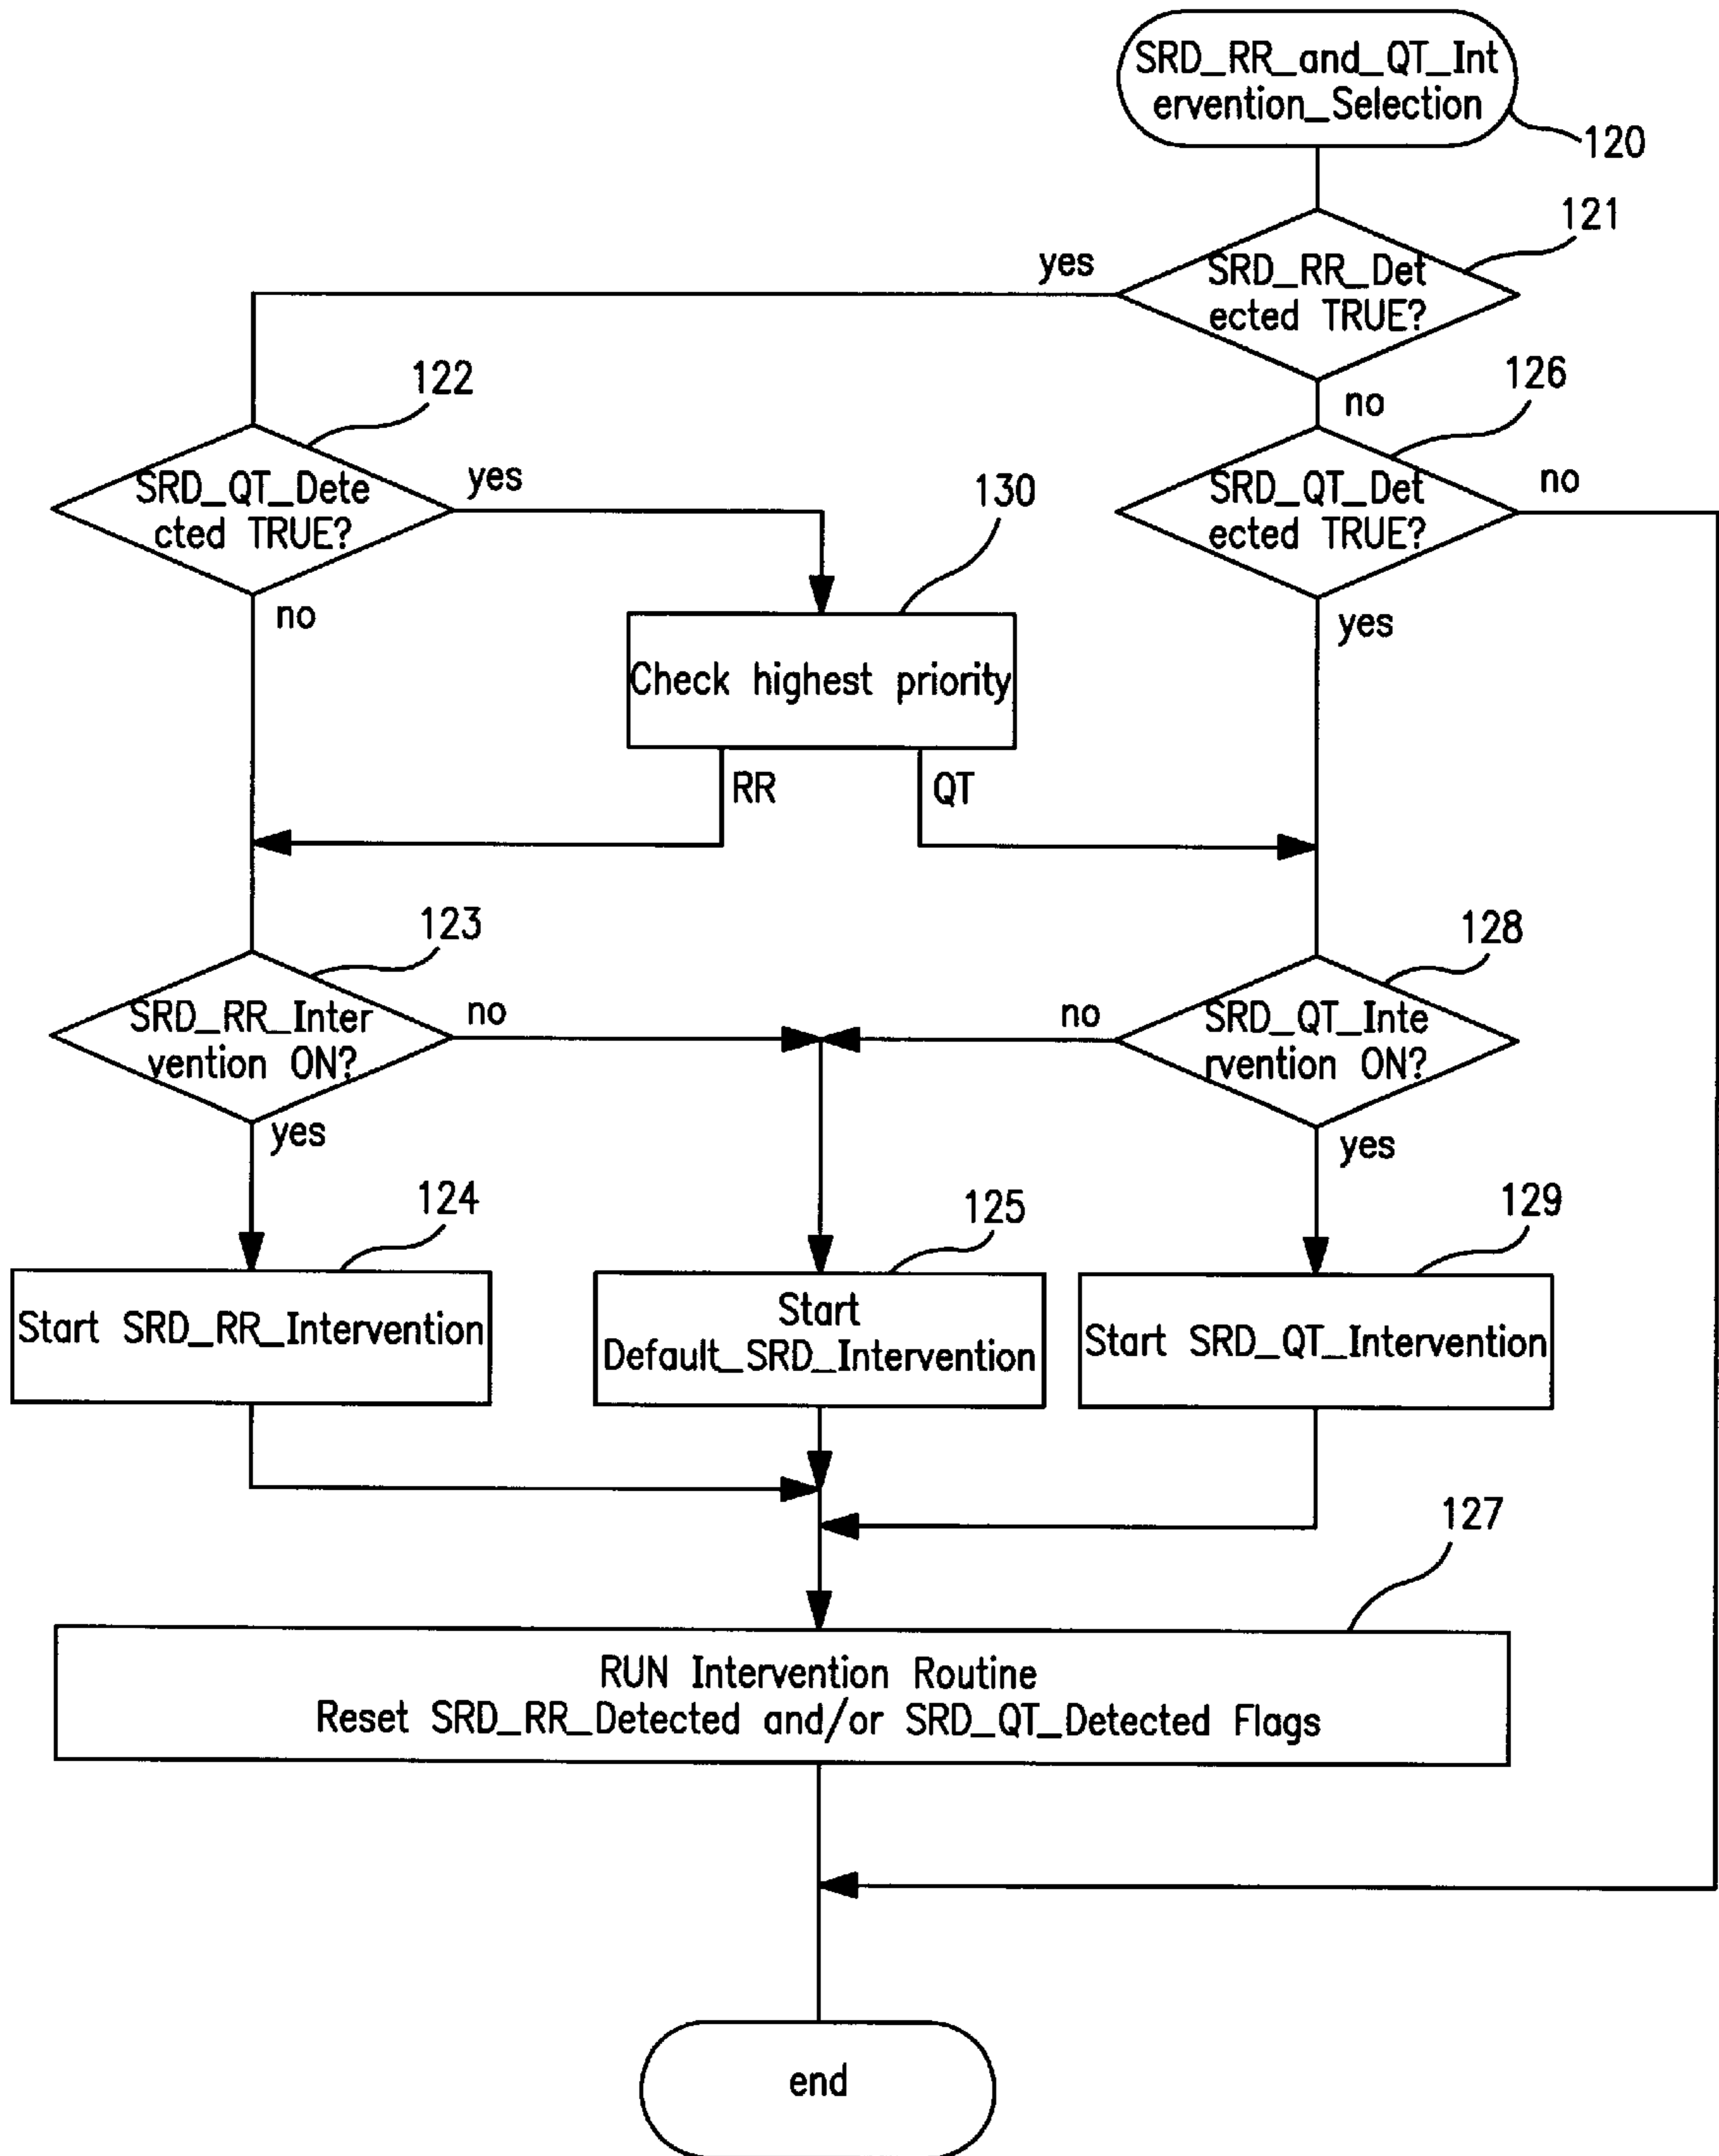 SRD_RR_and_QT_Int
ervention_Selection
120
121
yes
SRD_RR_Det
ected TRUE?
no
122
126
SRD_QT_Dete
cted TRUE?
yes
no
130
SRD_QT_Det
ected TRUE?
no
yes
Check highest priority
RR
QT
123
128
SRD_RR_Inter
vention ON?
no
yes
no
SRD_QT_Inte
rvention ON?
yes
124
125
129
Start SRD_RR_Intervention
Start
Default_SRD_Intervention
Start SRD_QT_Intervention
127
RUN Intervention Routine
Reset SRD_RR_Detected and/or SRD_QT_Detected Flags
end